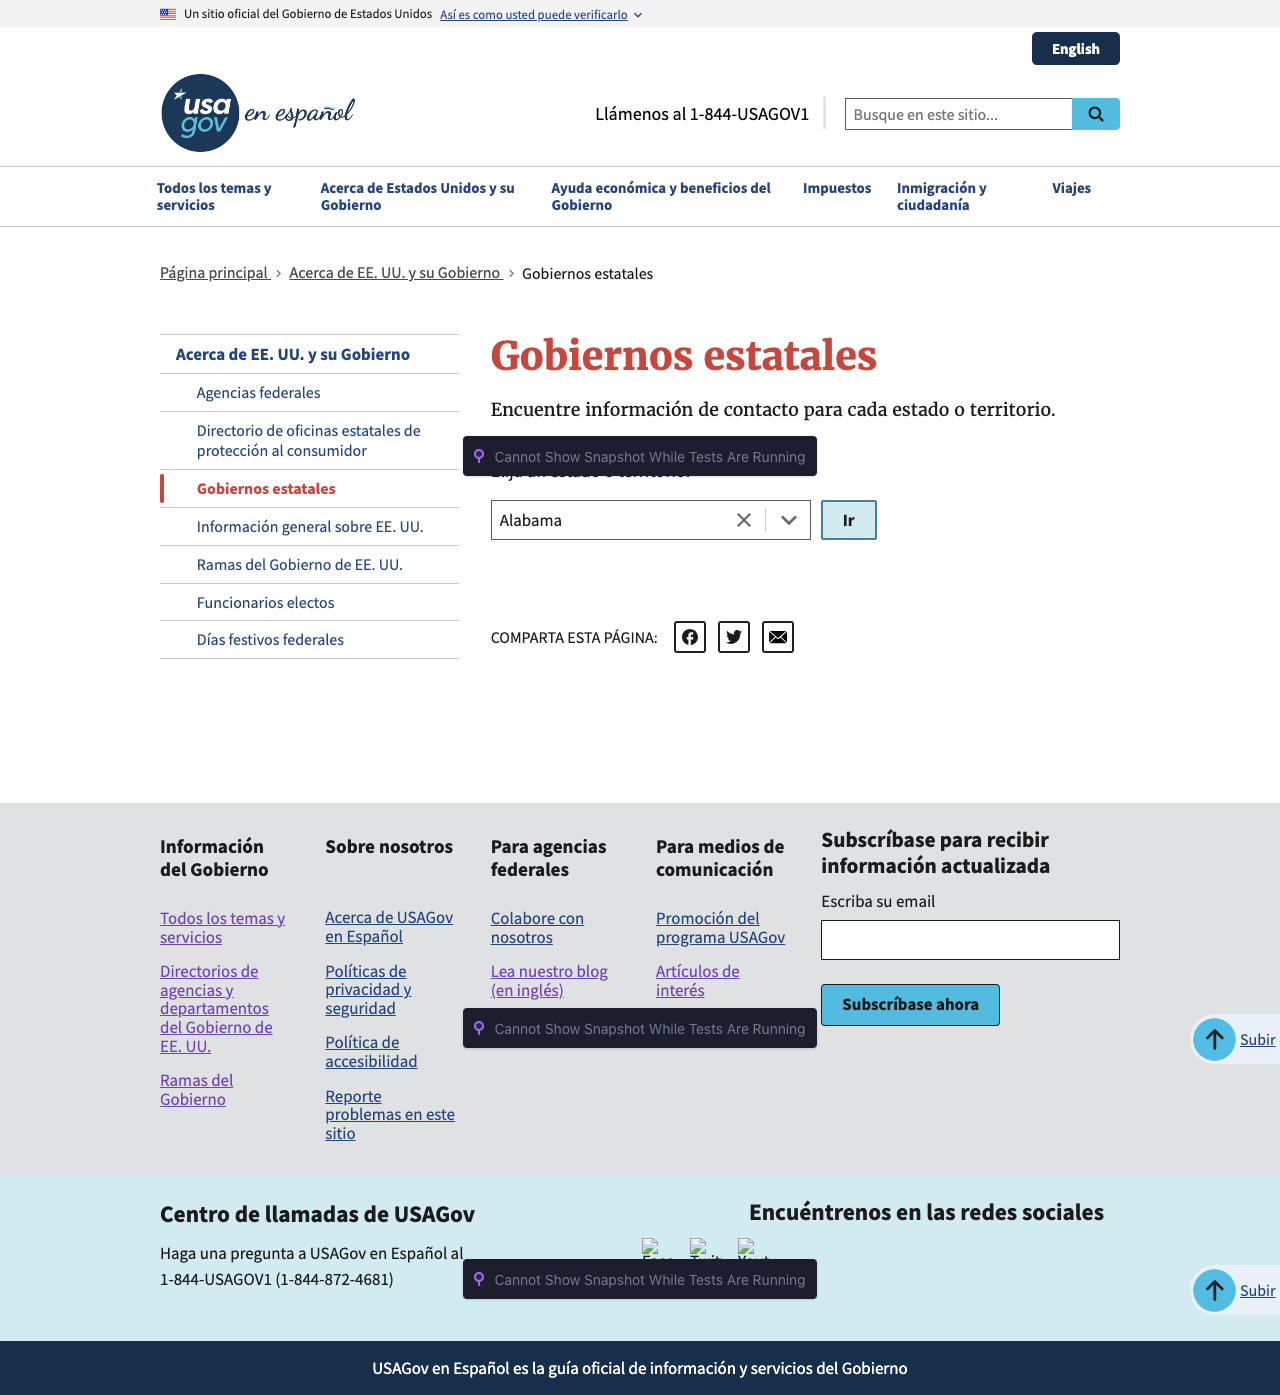 Un sitio oficial del Gobierno de Estados Unidos Así es como usted puede verificarlo
English
usa gov en español
Llámenos al 1-844-USAGOV1
Busque en este sitio...
Todos los temas y servicios
Acerca de Estados Unidos y su Gobierno
Ayuda económica y beneficios del Gobierno
Impuestos
Inmigración y ciudadanía
Viajes
Página principal > Acerca de EE. UU. y su Gobierno > Gobiernos estatales
Acerca de EE. UU. y su Gobierno
Agencias federales
Directorio de oficinas estatales de
protección al consumidor
Gobiernos estatales
Información general sobre EE. UU.
Ramas del Gobierno de EE. UU.
Funcionarios electos
Días festivos federales
Gobiernos estatales
Encuentre información de contacto para cada estado o territorio.
Cannot Show Snapshot While Tests Are Running
Alabama
Ir
COMPARTA ESTA PÁGINA:
Información
del Gobierno
Todos los temas y
servicios
Directorios de
agencias y
departamentos
del Gobierno de
EE. UU.
Ramas del
Gobierno
Sobre nosotros
Acerca de USAGov
en Español
Políticas de
privacidad y
seguridad
Política de
accesibilidad
Reporte
problemas en este
sitio
Para agencias
federales
Colabore con
nosotros
Lea nuestro blog
(en inglés)
Para medios de
comunicación
Promoción del
programa USAGov
Artículos de
interés
Cannot Show Snapshot While Tests Are Running
Subscríbase para recibir
información actualizada
Escriba su email
Subscríbase ahora
Subir
Centro de llamadas de USAGov
Haga una pregunta a USAGov en Español al
1-844-USAGOV1 (1-844-872-4681)
Encuéntrenos en las redes sociales
Cannot Show Snapshot While Tests Are Running
Subir
USAGov en Español es la guía oficial de información y servicios del Gobierno